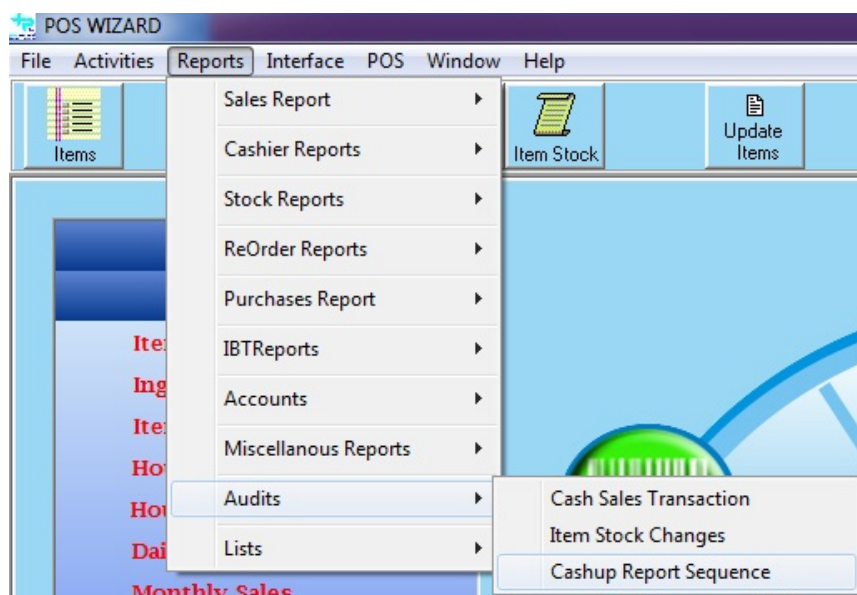 POS WIZARD
File Activities Reports Interface POS Window Help
Items
Item Stock
Update
Items
Sales Report
Cashier Reports
Stock Reports
ReOrder Reports
Purchases Report
IBTReports
Accounts
Miscellanous Reports
Audits
Lists
Cash Sales Transaction
Item Stock Changes
Cashup Report Sequence
Monthly Sales